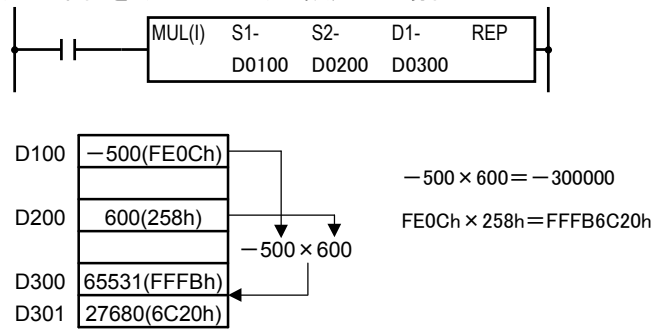 MUL(I) S1- S2- D1- REP
D0100 D0200 D0300
D100 －500(FE0Ch)
D200 600(258h)
－500×600
D300 65531(FFFBh)
D301 27680(6C20h)
－500×600＝－300000
FE0Ch×258h＝FFFB6C20h